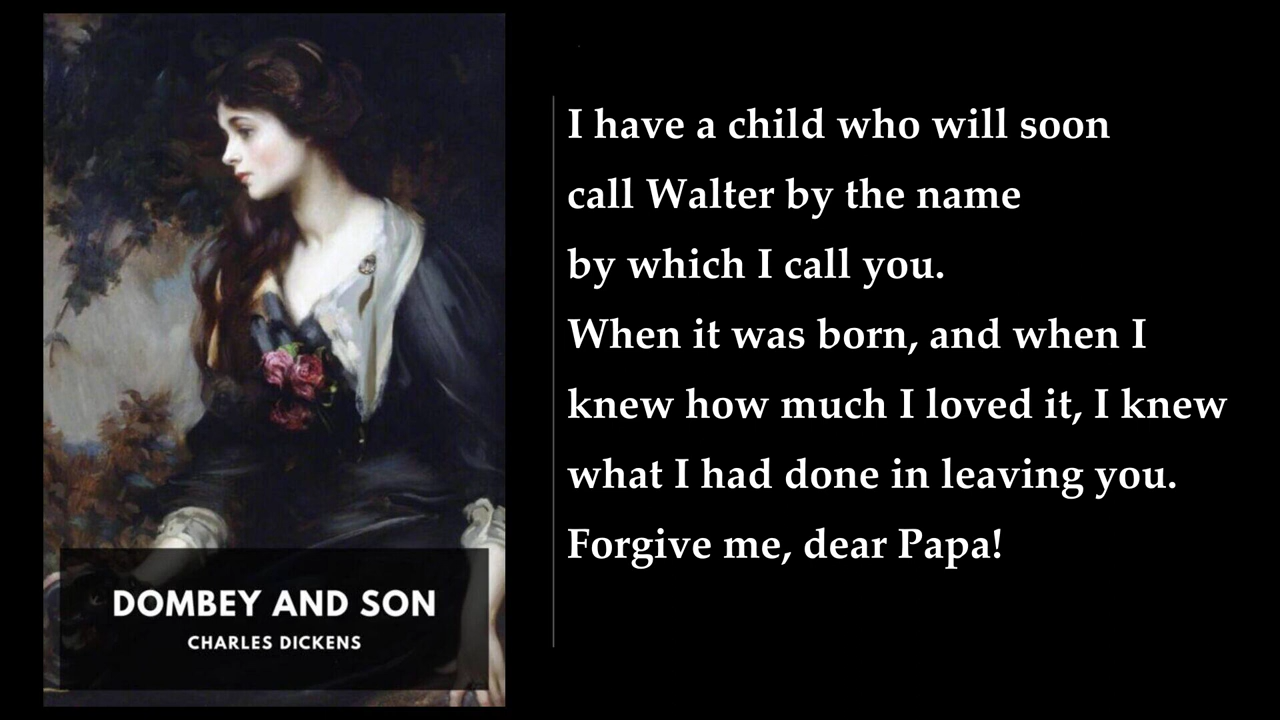 DOMBEY AND SON
CHARLES DICKENS
I have a child who will soon
call Walter by the name
by which I call you.
When it was born, and when I
knew how much I loved it, I knew
what I had done in leaving you.
Forgive me, dear Papa!